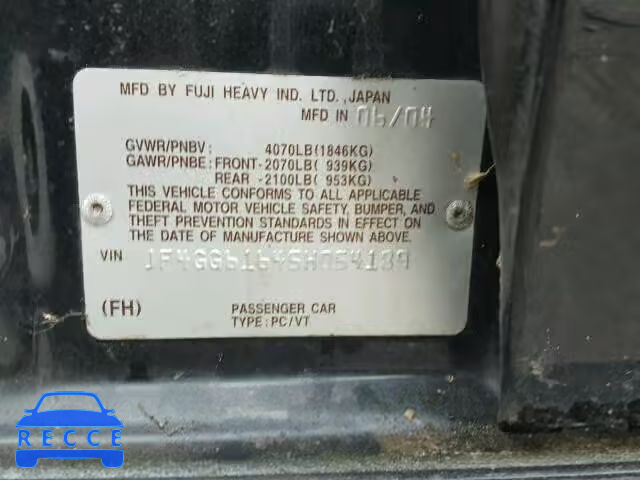 MFD BY FUJI HEAVY IND. LTD., JAPAN
MFD IN 06/04
GVWR/PNBV : 4070LB(1846KG)
GAWR/PNBE : FRONT-2070LB( 939KG)
REAR -2100LB( 953KG)
THIS VEHICLE CONFORMS TO ALL APPLICABLE
FEDERAL MOTOR VEHICLE SAFETY, BUMPER, AND
THEFT PREVENTION STANDARDS IN EFFECT ON
THE DATE OF MANUFACTURE SHOWN ABOVE.
VIN
(FH) PASSENGER CAR
TYPE : PC/VT
RECCE